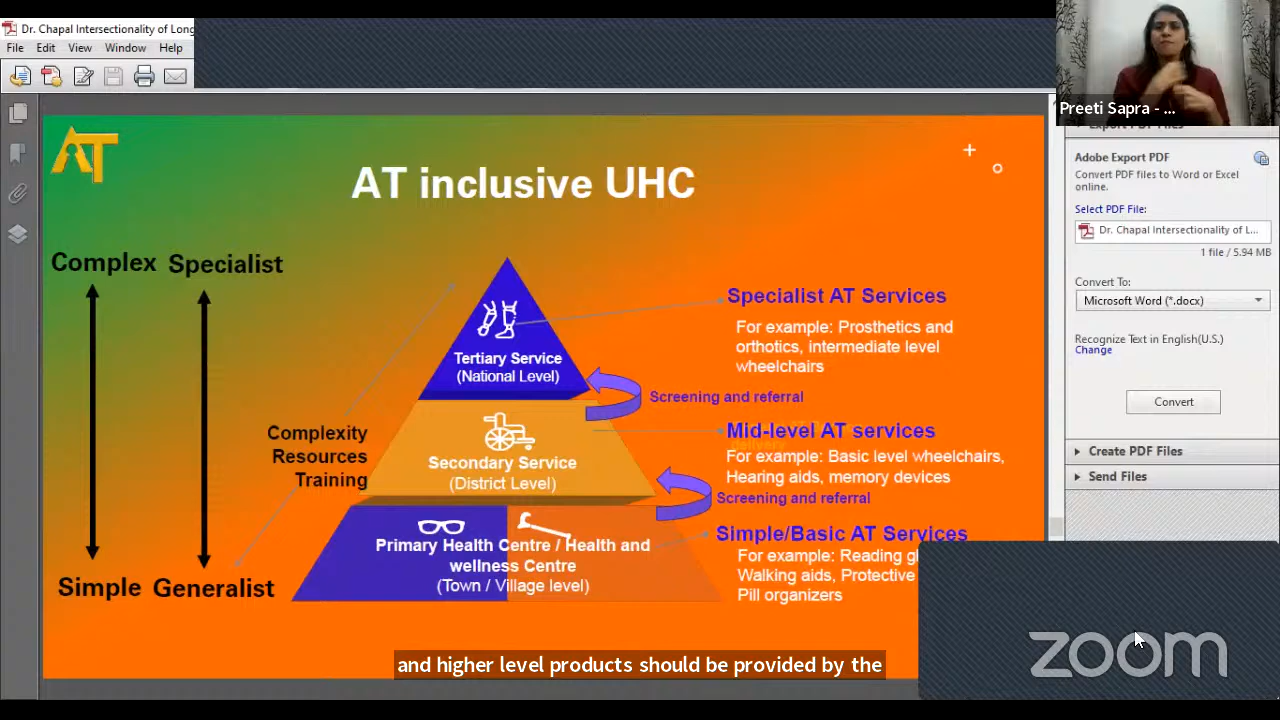 Dr. Chapal Intersectionality of Long
File Edit View Window Help
Preeti Sapra - ...
AT
AT inclusive UHC
Complex Specialist
Simple Generalist
Complexity
Resources
Training
Tertiary Service
(National Level)
Secondary Service
(District Level)
Primary Health Centre / Health and
wellness Centre
(Town / Village level)
Specialist AT Services
For example: Prosthetics and
orthotics, intermediate level
wheelchairs
Screening and referral
Mid-level AT services
For example: Basic level wheelchairs,
Hearing aids, memory devices
Screening and referral
Simple/Basic AT Services
For example: Reading gl
Walking aids, Protective
Pill organizers
and higher level products should be provided by the
Export PDF Files
Adobe Export PDF
Convert PDF files to Word or Excel
online.
Select PDF File:
Dr. Chapal Intersectionality of L...
1 file / 5.94 MB
Convert To:
Microsoft Word (*.docx)
Recognize Text in English(U.S.)
Change
Convert
Create PDF Files
Send Files
zoom